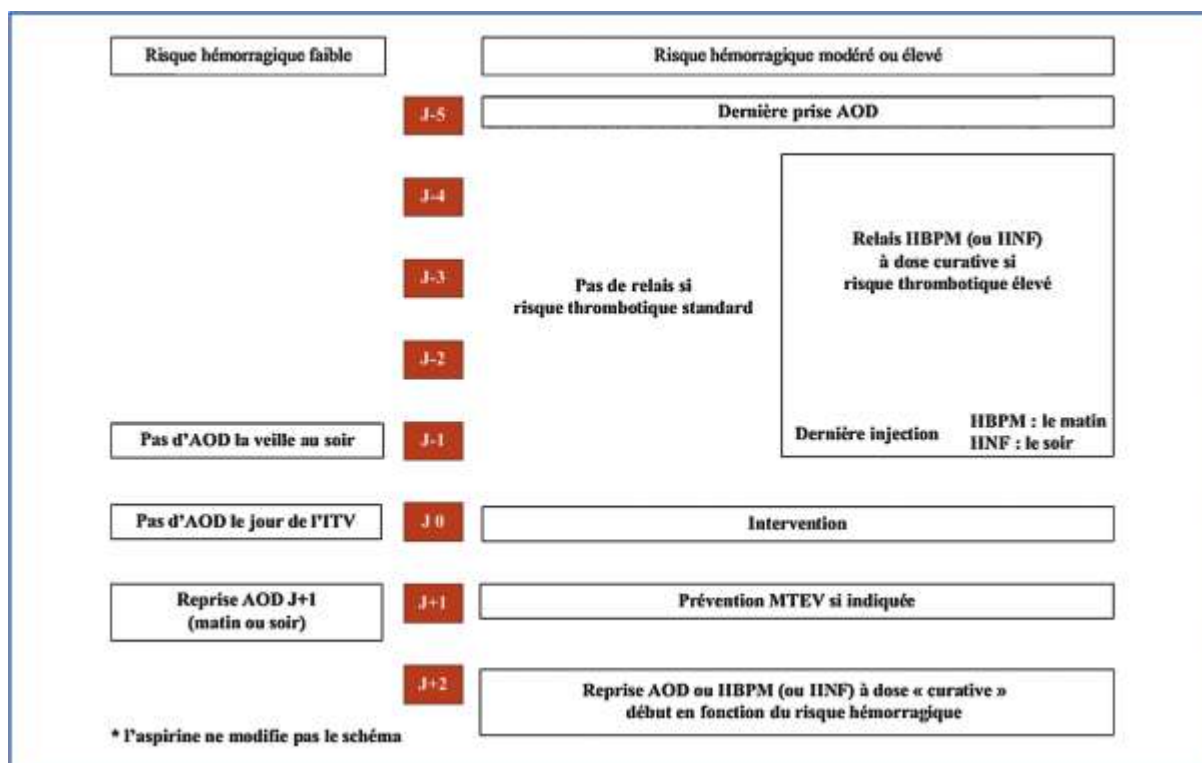 Risque hémorragique faible
Risque hémorragique modéré ou élevé
J-5
Dernière prise AOD
J-4
Relais HBPM (ou HNF)
à dose curative si
risque thrombotique élevé
J-3
Pas de relais si
risque thrombotique standard
J-2
Pas d'AOD la veille au soir
J-1
Dernière injection
HBPM : le matin
HNF : le soir
Pas d'AOD le jour de l'ITV
J 0
Intervention
Reprise AOD J+1
(matin ou soir)
J+1
Prévention MTEV si indiquée
J+2
Reprise AOD ou HBPM (ou HNF) à dose « curative »
début en fonction du risque hémorragique
* l'aspirine ne modifie pas le schéma